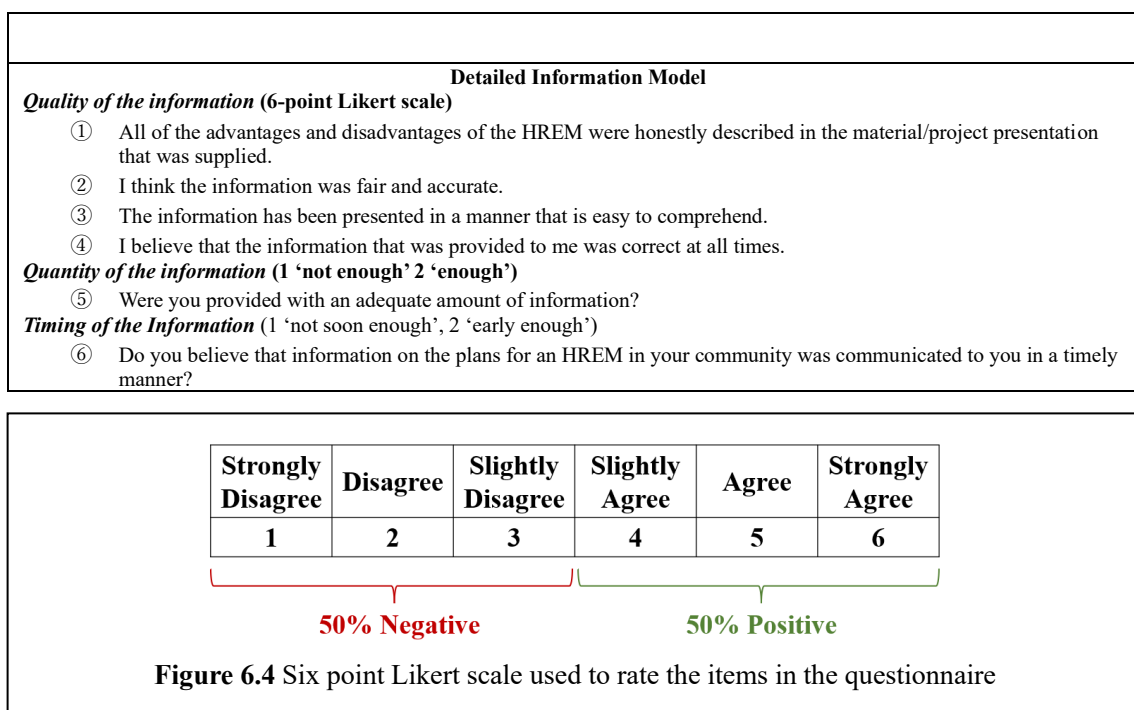 Detailed Information Model
Quality of the information (6-point Likert scale)
① All of the advantages and disadvantages of the HREM were honestly described in the material/project presentation
that was supplied.
② I think the information was fair and accurate.
③ The information has been presented in a manner that is easy to comprehend.
④ I believe that the information that was provided to me was correct at all times.
Quantity of the information (1 ‘not enough’ 2 ‘enough’)
⑤ Were you provided with an adequate amount of information?
Timing of the Information (1 ‘not soon enough’, 2 ‘early enough’)
⑥ Do you believe that information on the plans for an HREM in your community was communicated to you in a timely
manner?
Strongly Disagree Disagree Slightly Disagree Slightly Agree Agree Strongly Agree
1 2 3 4 5 6
50% Negative 50% Positive
Figure 6.4 Six point Likert scale used to rate the items in the questionnaire